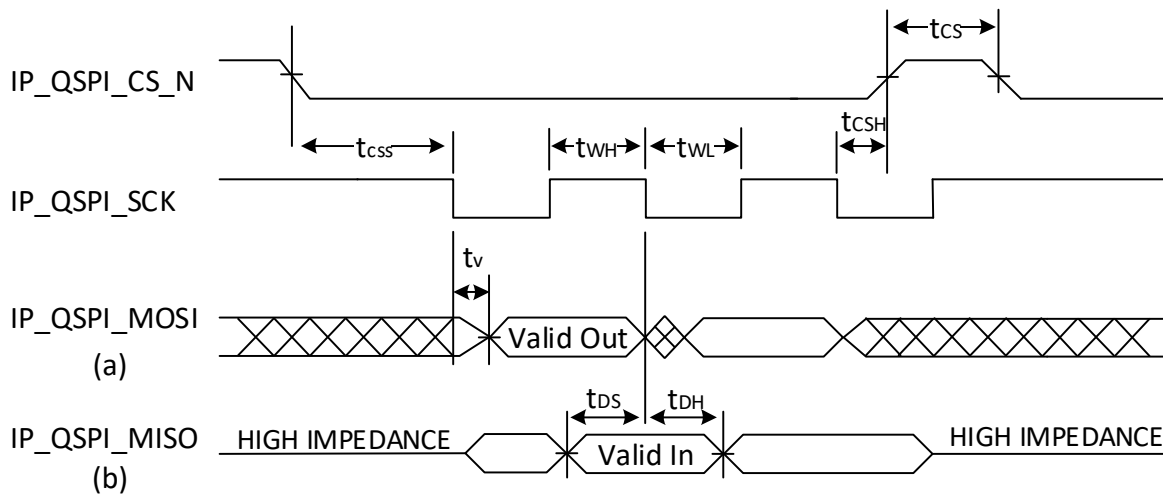 tCS
IP_QSPI_CS_N
tCSH
tCSS tWH tWL
IP_QSPI_SCK
tV
IP_QSPI_MOSI Valid Out
(a)
tDS tDH
IP_QSPI_MISO HIGH IMPEDANCE Valid In HIGH IMPEDANCE
(b)